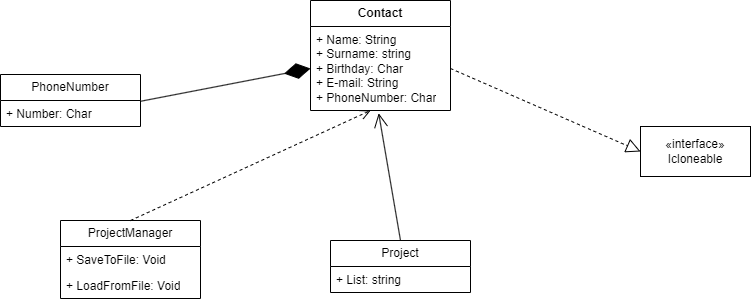 Contact
+ Name: String
+ Surname: string
+ Birthday: Char
+ E-mail: String
+ PhoneNumber: Char
PhoneNumber
+ Number: Char
«interface»
Icloneable
ProjectManager
+ SaveToFile: Void
+ LoadFromFile: Void
Project
+ List: string